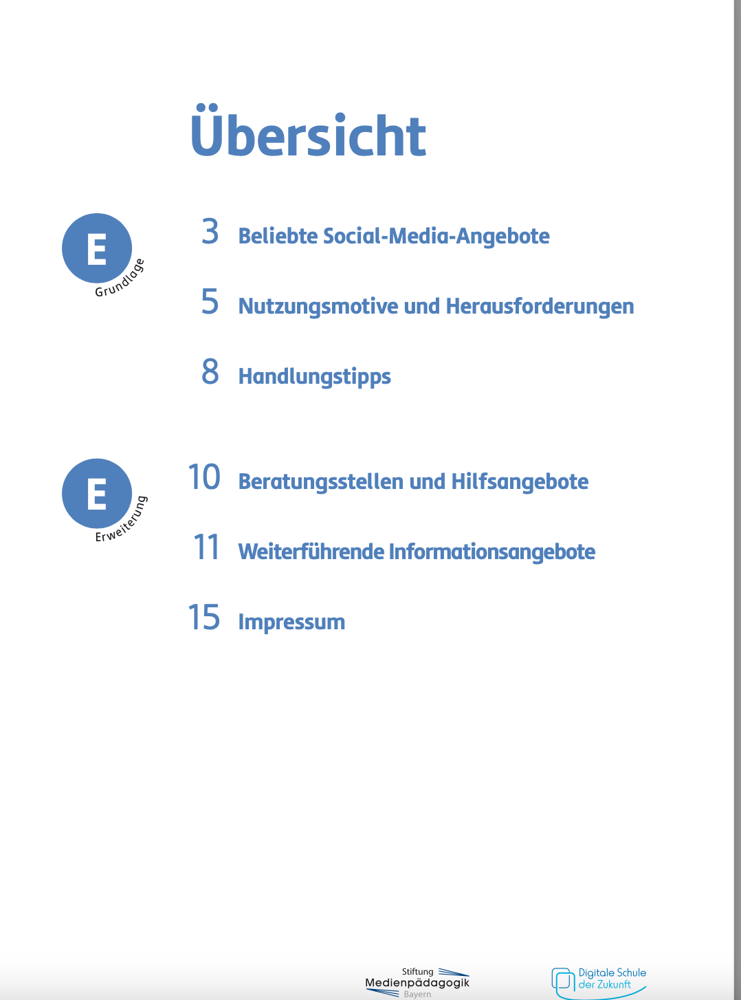 Übersicht
E
Grundlage
3 Beliebte Social-Media-Angebote
5 Nutzungsmotive und Herausforderungen
8 Handlungstipps
E
Erweiterung
10 Beratungsstellen und Hilfsangebote
11 Weiterführende Informationsangebote
15 Impressum
Stiftung
Medienpädagogik
Bayern
Digitale Schule
der Zukunft